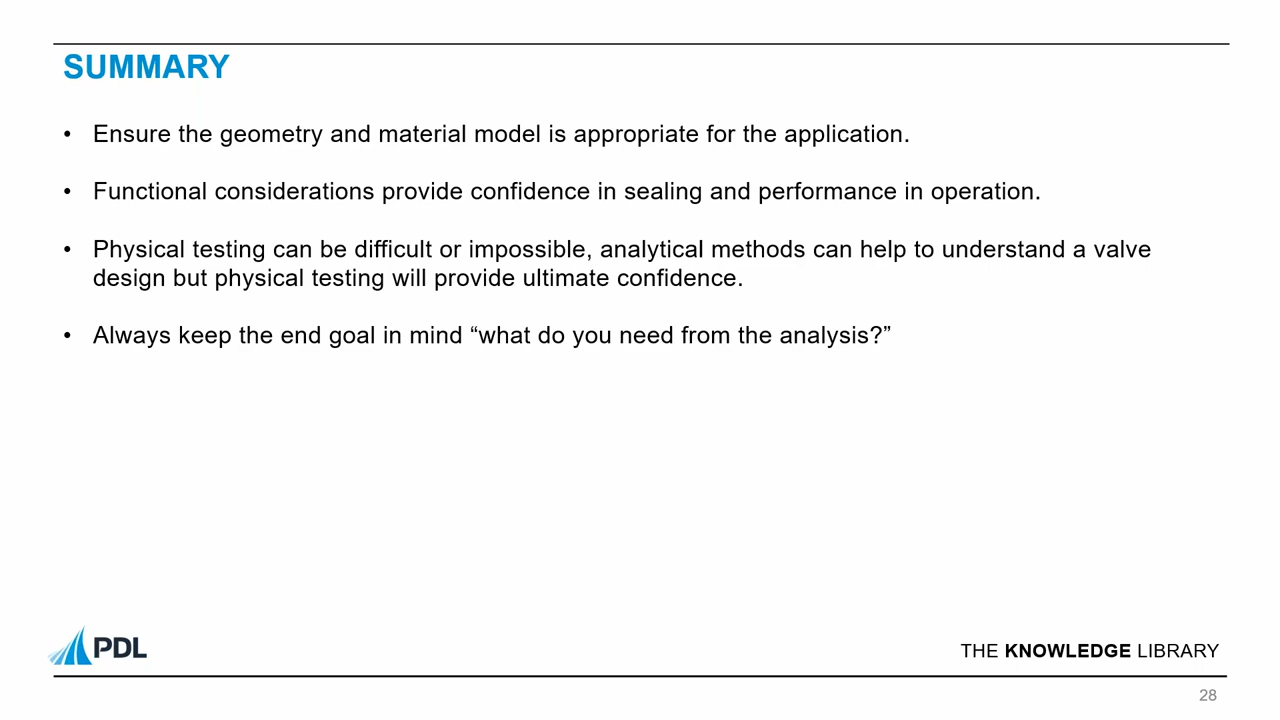 SUMMARY
• Ensure the geometry and material model is appropriate for the application.
• Functional considerations provide confidence in sealing and performance in operation.
• Physical testing can be difficult or impossible, analytical methods can help to understand a valve
design but physical testing will provide ultimate confidence.
• Always keep the end goal in mind “what do you need from the analysis?”
PDL
THE KNOWLEDGE LIBRARY
28